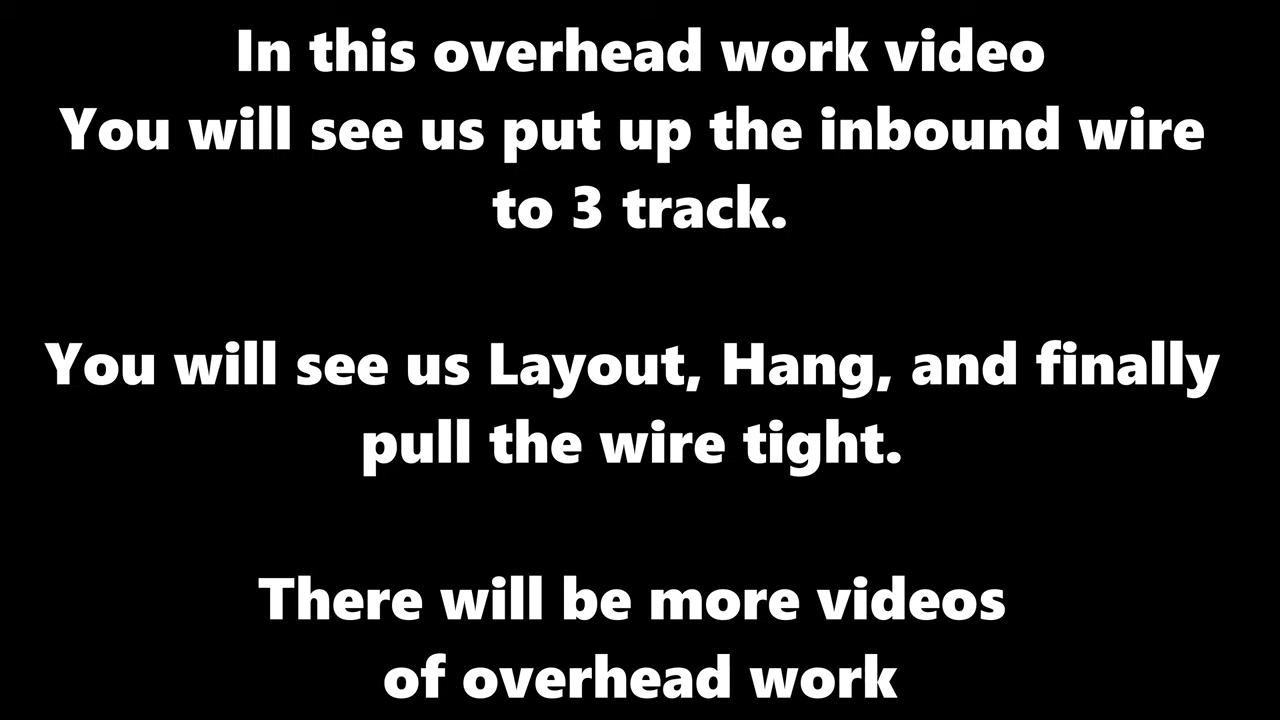 In this overhead work video
You will see us put up the inbound wire
to 3 track.
You will see us Layout, Hang, and finally
pull the wire tight.
There will be more videos
of overhead work